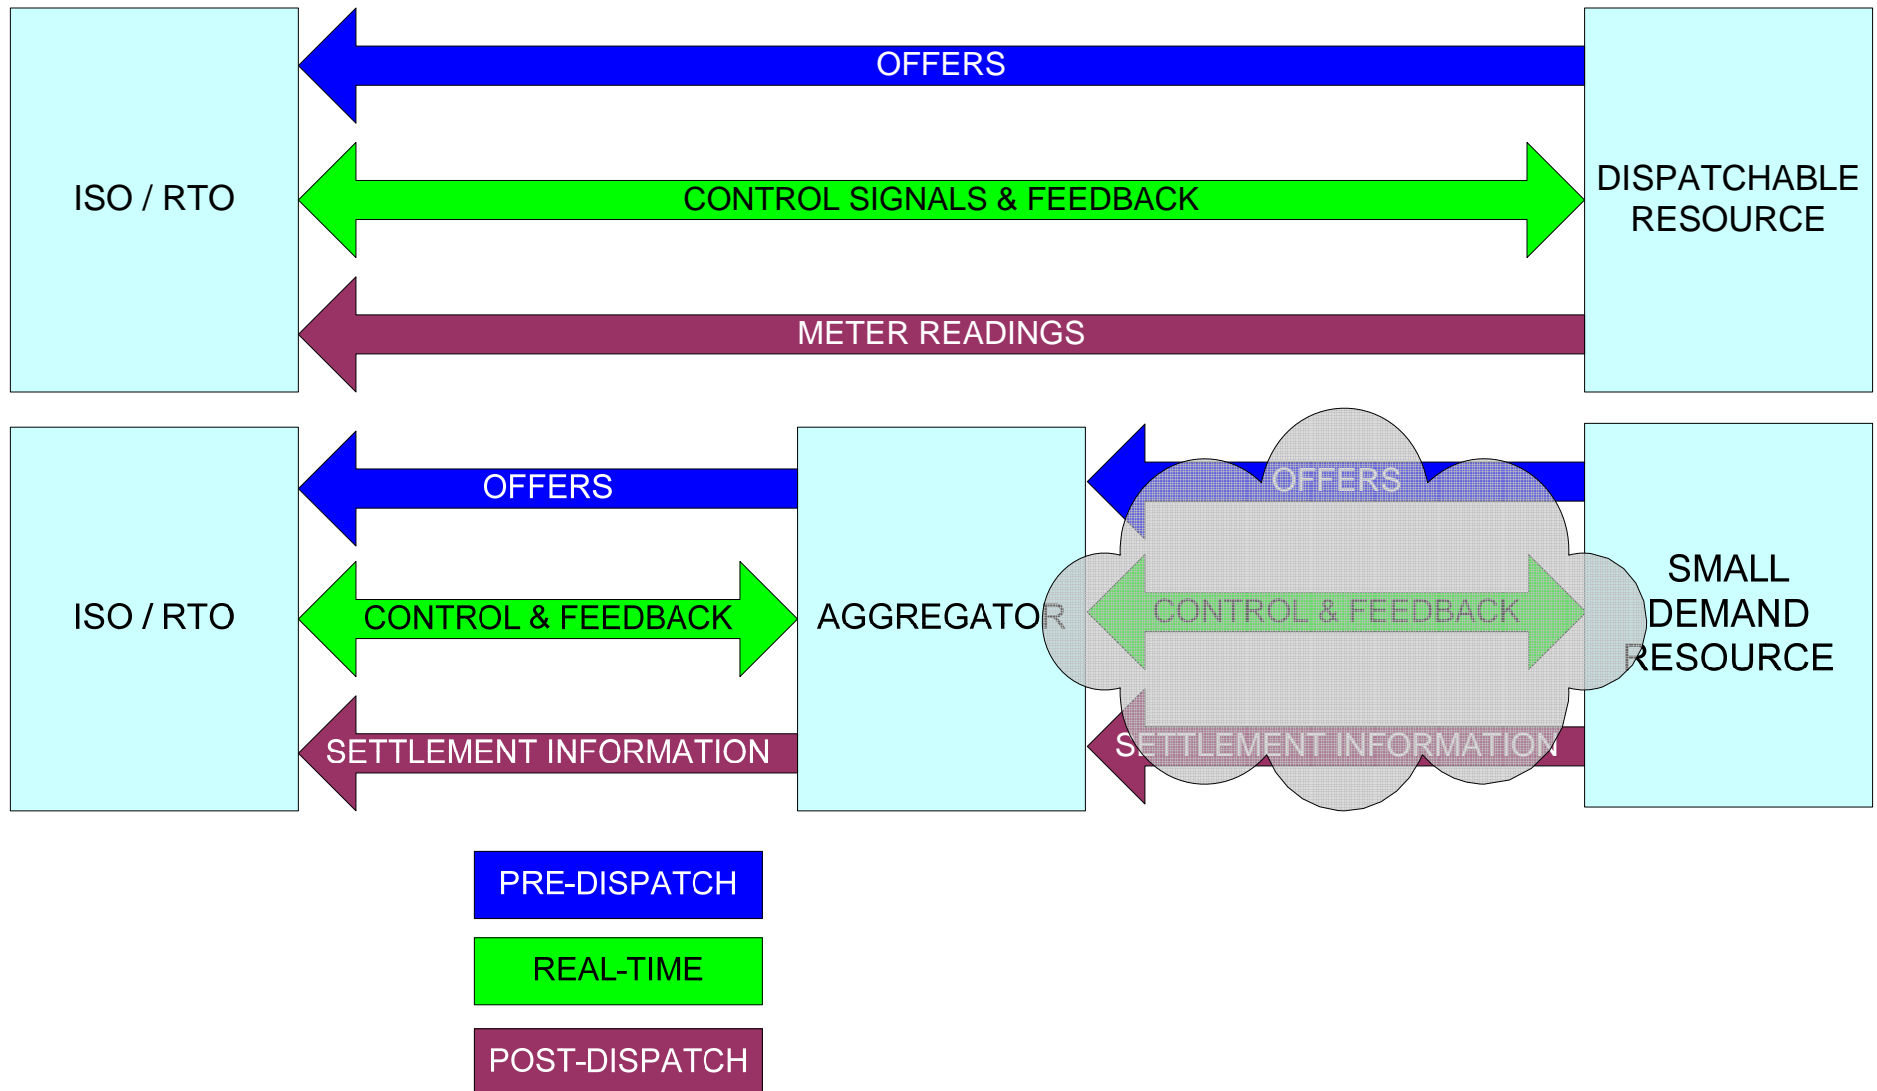 OFFERS
ISO / RTO
CONTROL SIGNALS & FEEDBACK
DISPATCHABLE
RESOURCE
METER READINGS
OFFERS
OFFERS
ISO / RTO
CONTROL & FEEDBACK
AGGREGATOR
CONTROL & FEEDBACK
SMALL
DEMAND
RESOURCE
SETTLEMENT INFORMATION
SETTLEMENT INFORMATION
PRE-DISPATCH
REAL-TIME
POST-DISPATCH